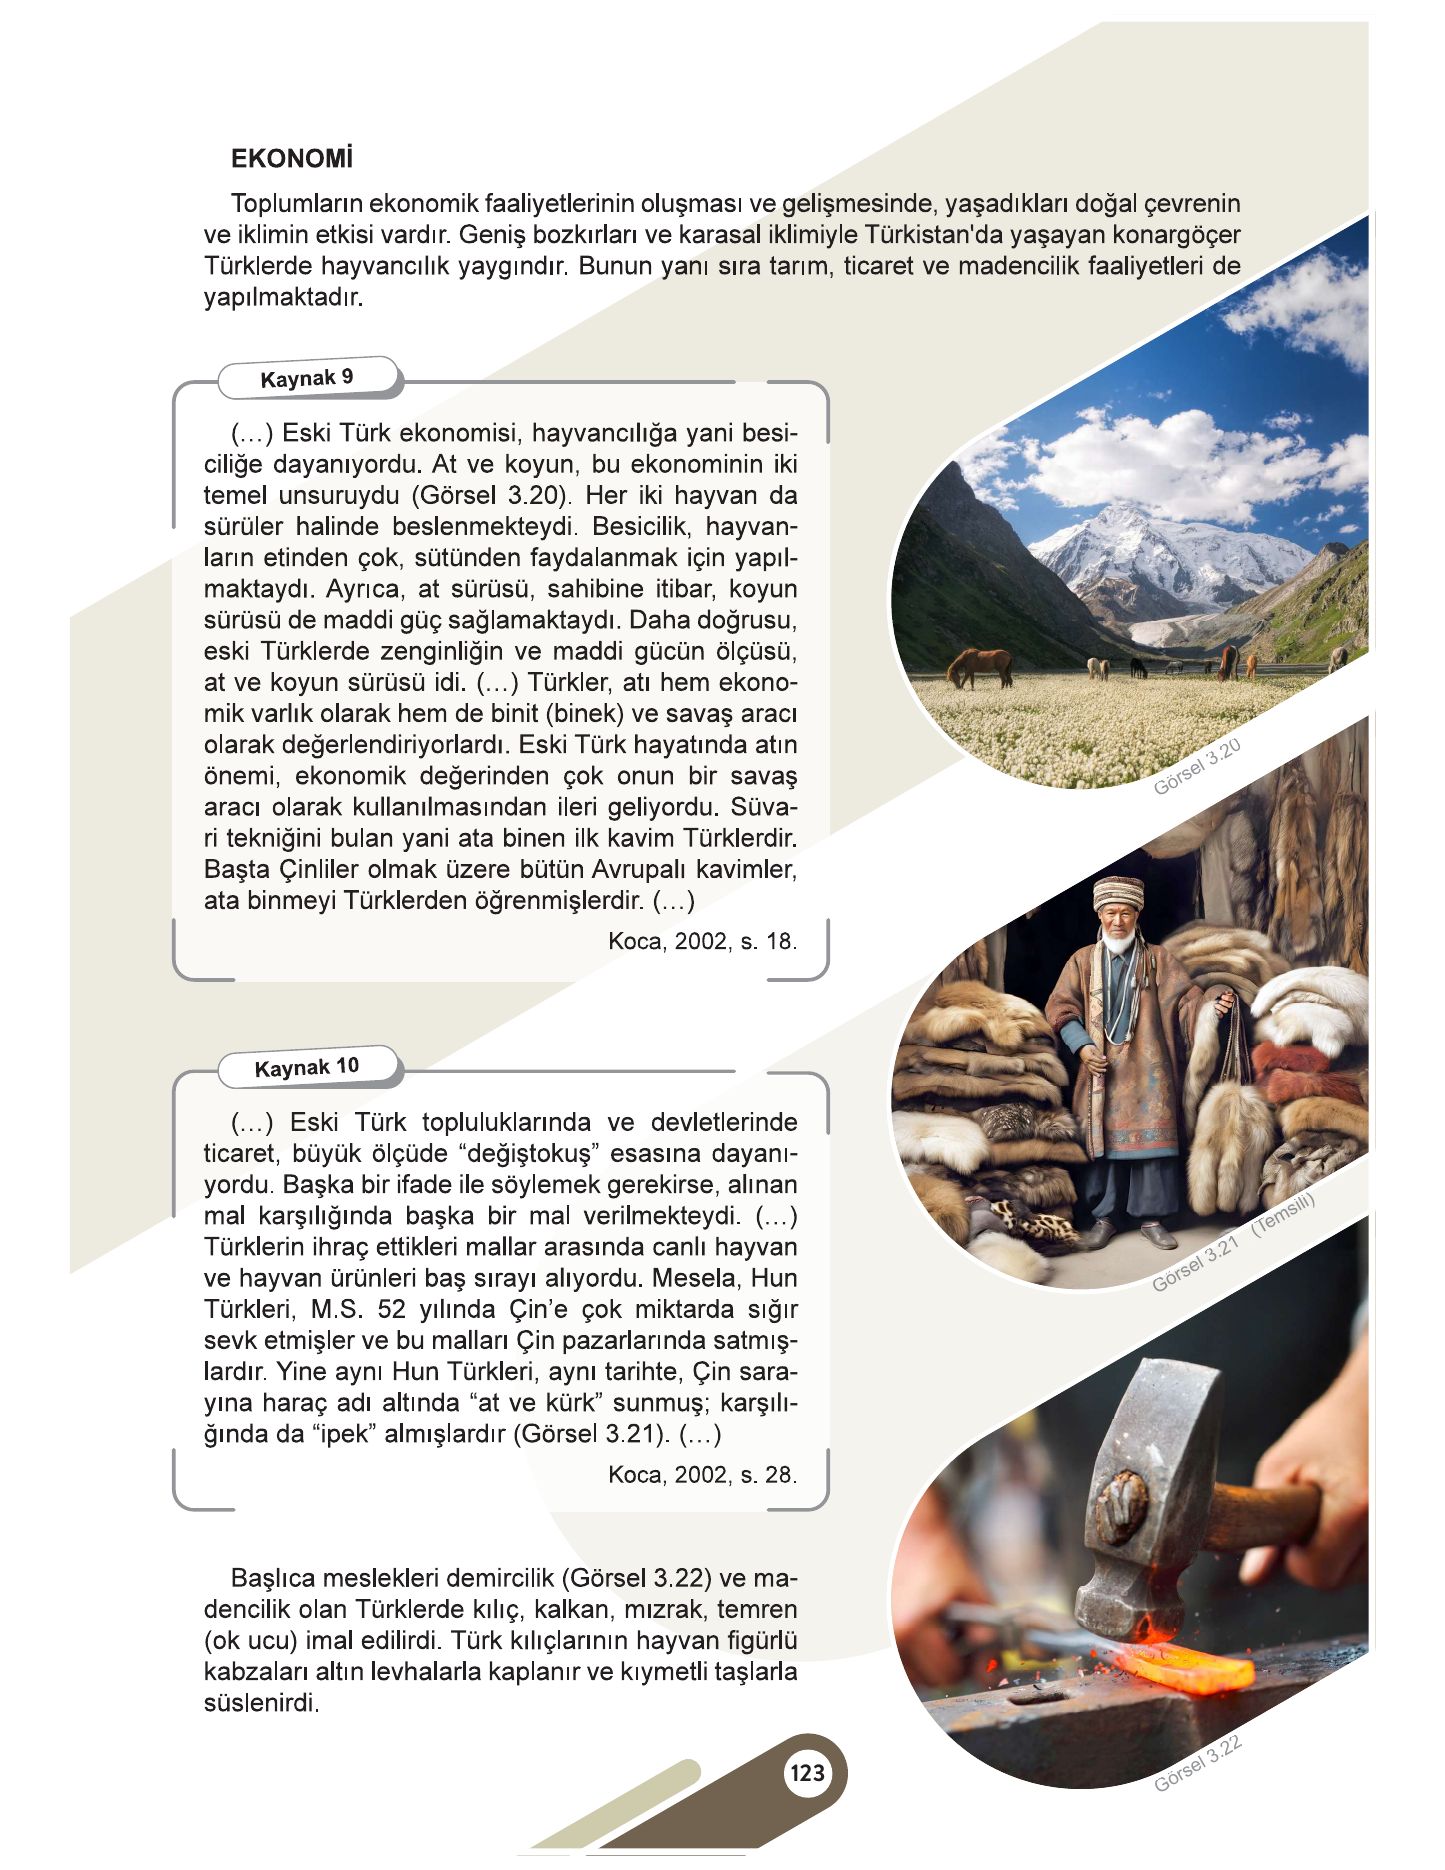 EKONOMİ
Toplumların ekonomik faaliyetlerinin oluşması ve gelişmesinde, yaşadıkları doğal çevrenin
ve iklimin etkisi vardır. Geniş bozkırları ve karasal iklimiyle Türkistan'da yaşayan konargöçer
Türklerde hayvancılık yaygındır. Bunun yanı sıra tarım, ticaret ve madencilik faaliyetleri de
yapılmaktadır.
Kaynak 9
(…) Eski Türk ekonomisi, hayvancılığa yani besi-
ciliğe dayanıyordu. At ve koyun, bu ekonominin iki
temel unsuruydu (Görsel 3.20). Her iki hayvan da
sürüler halinde beslenmekteydi. Besicilik, hayvan-
ların etinden çok, sütünden faydalanmak için yapıl-
maktaydı. Ayrıca, at sürüsü, sahibine itibar, koyun
sürüsü de maddi güç sağlamaktaydı. Daha doğrusu,
eski Türklerde zenginliğin ve maddi gücün ölçüsü,
at ve koyun sürüsü idi. (…) Türkler, atı hem ekono-
mik varlık olarak hem de binit (binek) ve savaş aracı
olarak değerlendiriyorlardı. Eski Türk hayatında atın
önemi, ekonomik değerinden çok onun bir savaş
aracı olarak kullanılmasından ileri geliyordu. Süva-
ri tekniğini bulan yani ata binen ilk kavim Türklerdir.
Başta Çinliler olmak üzere bütün Avrupalı kavimler,
ata binmeyi Türklerden öğrenmişlerdir. (…)
Koca, 2002, s. 18.
Görsel 3.20
Kaynak 10
(…) Eski Türk topluluklarında ve devletlerinde
ticaret, büyük ölçüde “değiştokuş” esasına dayanı-
yordu. Başka bir ifade ile söylemek gerekirse, alınan
mal karşılığında başka bir mal verilmekteydi. (…)
Türklerin ihraç ettikleri mallar arasında canlı hayvan
ve hayvan ürünleri baş sırayı alıyordu. Mesela, Hun
Türkleri, M.S. 52 yılında Çin’e çok miktarda sığır
sevk etmişler ve bu malları Çin pazarlarında satmış-
lardır. Yine aynı Hun Türkleri, aynı tarihte, Çin sara-
yına haraç adı altında “at ve kürk” sunmuş; karşılı-
ğında da “ipek” almışlardır (Görsel 3.21). (…)
Koca, 2002, s. 28.
Görsel 3.21 (Temsili)
Başlıca meslekleri demircilik (Görsel 3.22) ve ma-
dencilik olan Türklerde kılıç, kalkan, mızrak, temren
(ok ucu) imal edilirdi. Türk kılıçlarının hayvan figürlü
kabzaları altın levhalarla kaplanır ve kıymetli taşlarla
süslenirdi.
Görsel 3.22
123